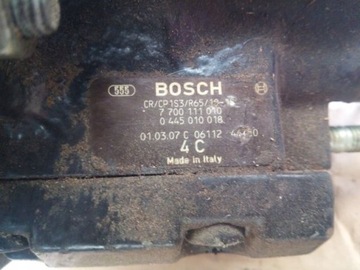 555 BOSCH
CR/CP1S3/R65/10-
7 700 111 010
0 445 010 018
01.03.07 C 06112
4 C
Made in Italy